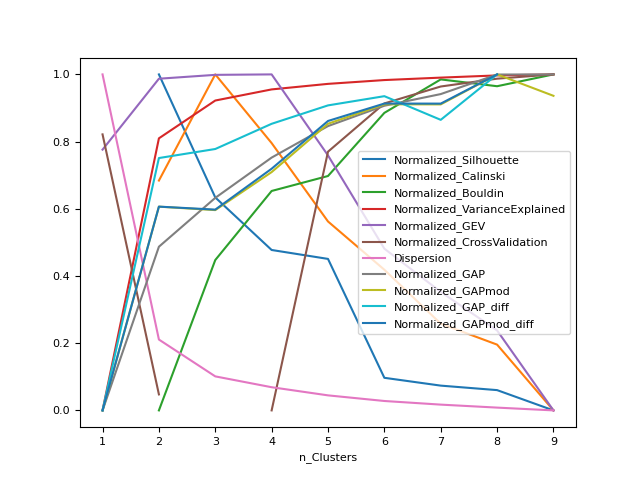 1.0
0.8
0.6
0.4
0.2
0.0
Normalized_Silhouette
Normalized_Calinski
Normalized_Bouldin
Normalized_VarianceExplained
Normalized_GEV
Normalized_CrossValidation
Dispersion
Normalized_GAP
Normalized_GAPmod
Normalized_GAP_diff
Normalized_GAPmod_diff
1 2 3 4 5 6 7 8 9
n_Clusters